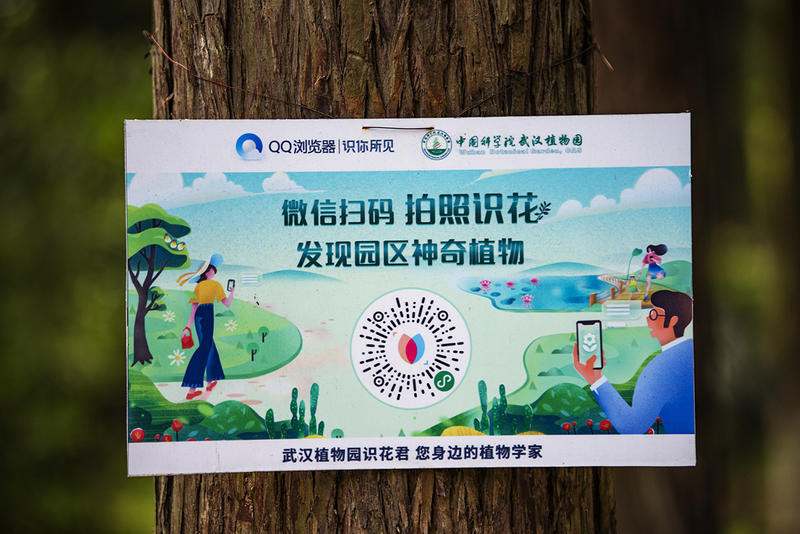 QQ浏览器|识你所见
中国科学院武汉植物园
Wuhan Botanical Garden, CAS
微信扫码 拍照识花
发现园区神奇植物
武汉植物园识花君 您身边的植物学家